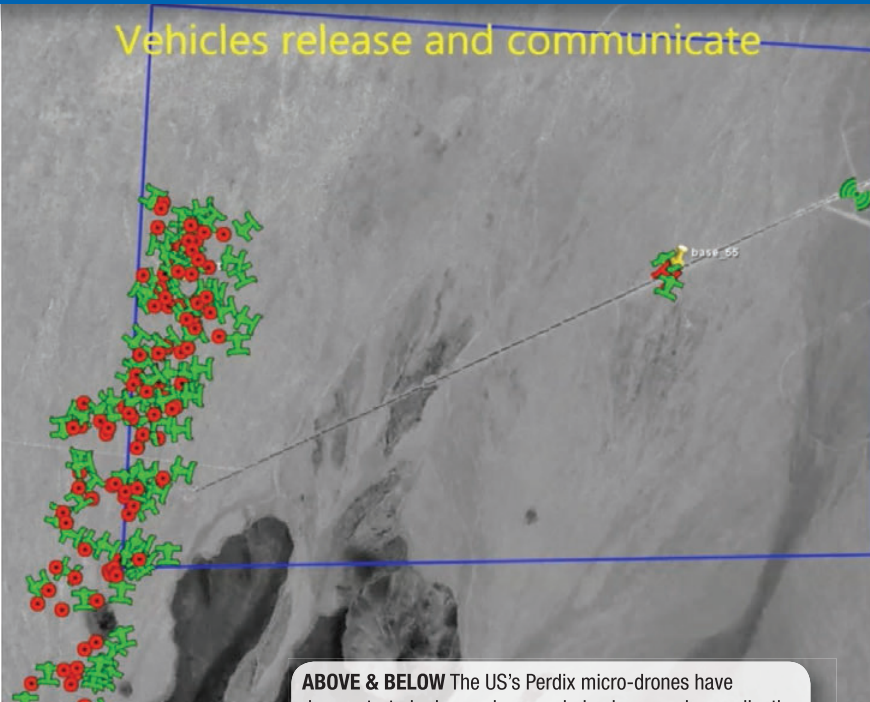 Vehicles release and communicate
base_55
ABOVE & BELOW The US's Perdix micro-drones have